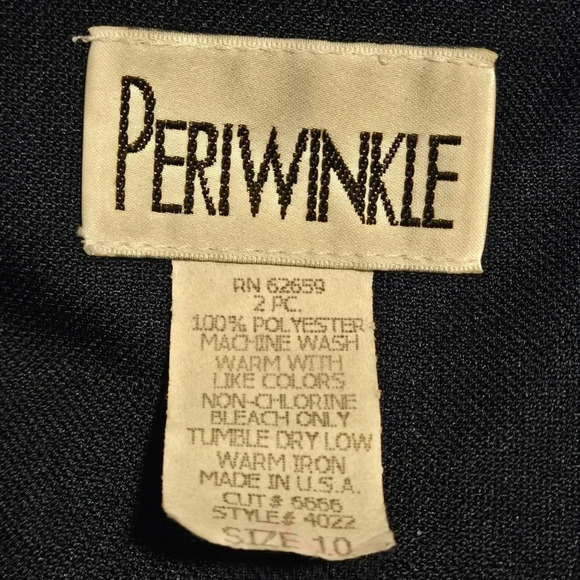 PERIWINKLE
RN 62659
2 PC.
100% POLYESTER
MACHINE WASH
WARM WITH
LIKE COLORS
NON-CHLORINE
BLEACH ONLY
TUMBLE DRY LOW
WARM IRON
MADE IN U.S.A.
CUT# 6666
STYLE# 4022
SIZE 10